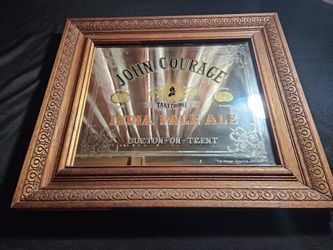 JOHN COURAGE
TAKE COURAGE
INDIA PALE ALE
BURTON-ON-TRENT